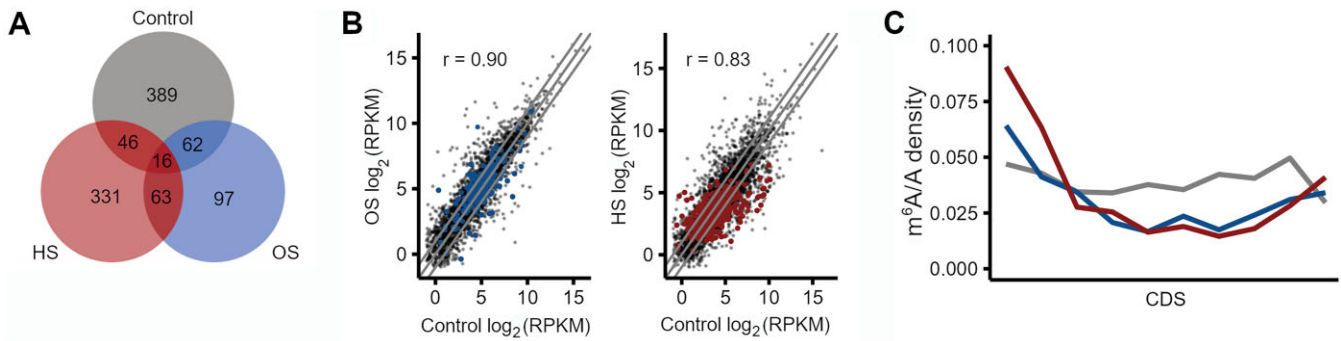 A
Control
389
46
62
16
331
63
97
HS
OS
B
r = 0.90
15
10
5
0
OS log₂(RPKM)
0 5 10 15
Control log₂(RPKM)
r = 0.83
15
10
5
0
HS log₂(RPKM)
0 5 10 15
Control log₂(RPKM)
C
0.100
0.075
0.050
0.025
0.000
m⁶A/A density
CDS